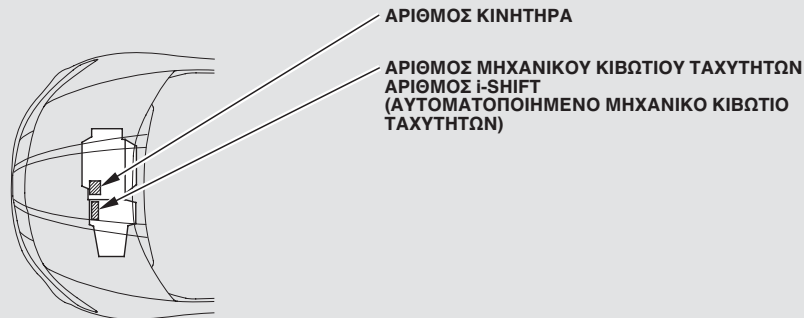 ΑΡΙΘΜΟΣ ΚΙΝΗΤΗΡΑ
ΑΡΙΘΜΟΣ ΜΗΧΑΝΙΚΟΥ ΚΙΒΩΤΙΟΥ ΤΑΧΥΤΗΤΩΝ
ΑΡΙΘΜΟΣ i-SHIFT
(ΑΥΤΟΜΑΤΟΠΟΙΗΜΕΝΟ ΜΗΧΑΝΙΚΟ ΚΙΒΩΤΙΟ
ΤΑΧΥΤΗΤΩΝ)